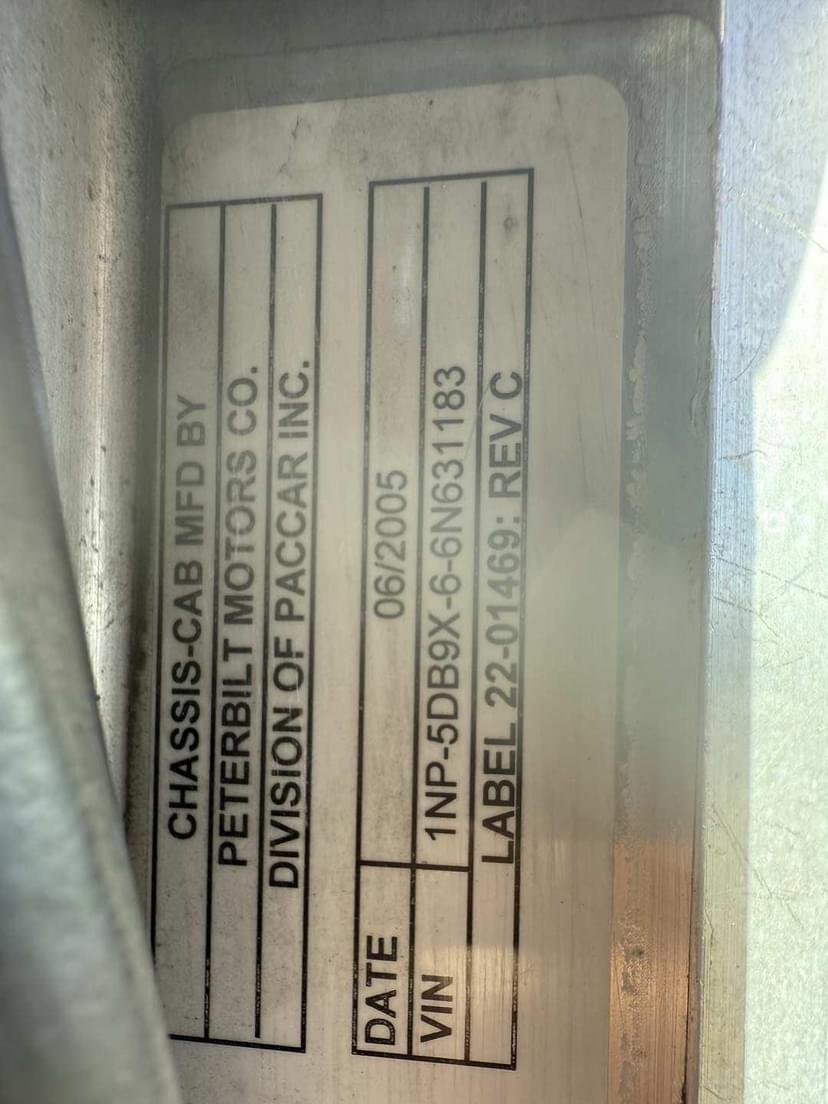 CHASSIS-CAB MFD BY
PETERBILT MOTORS CO.
DIVISION OF PACCAR INC.
DATE 06/2005
VIN 1NP-5DB9X-6-6N631183
LABEL 22-01469: REV C